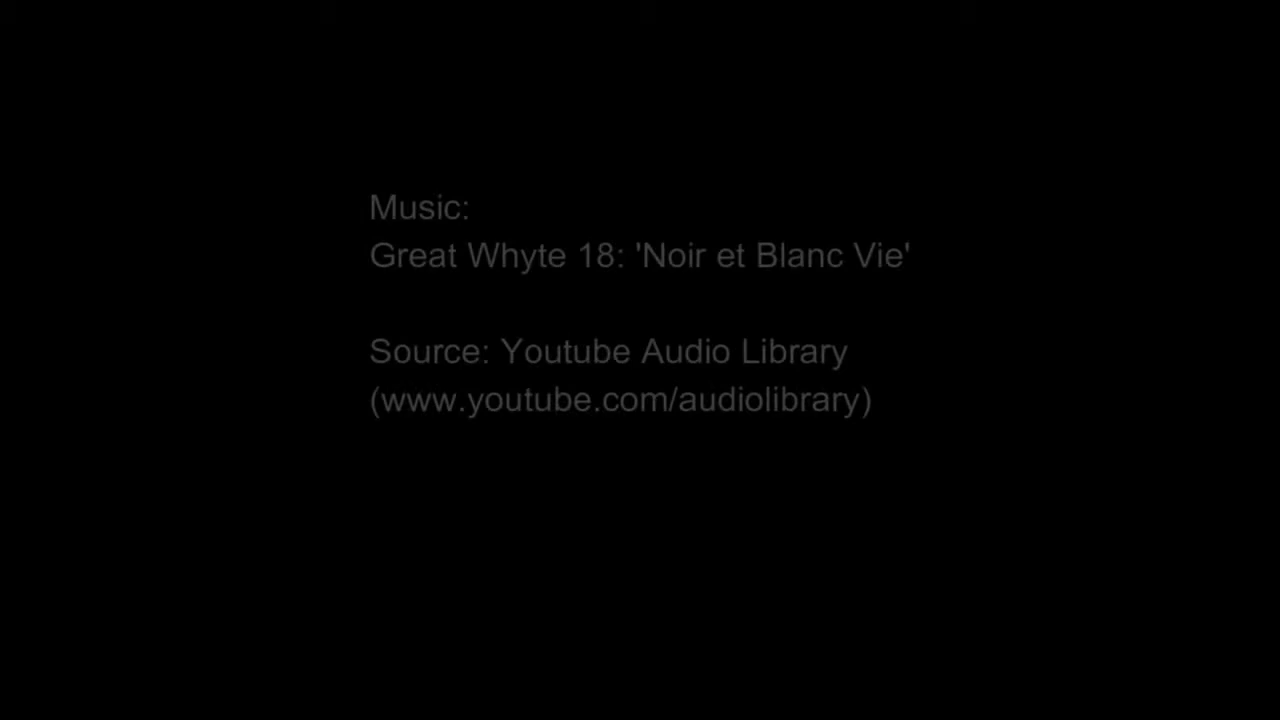 Music:
Great Whyte 18: 'Noir et Blanc Vie'
Source: Youtube Audio Library
(www.youtube.com/audiolibrary)